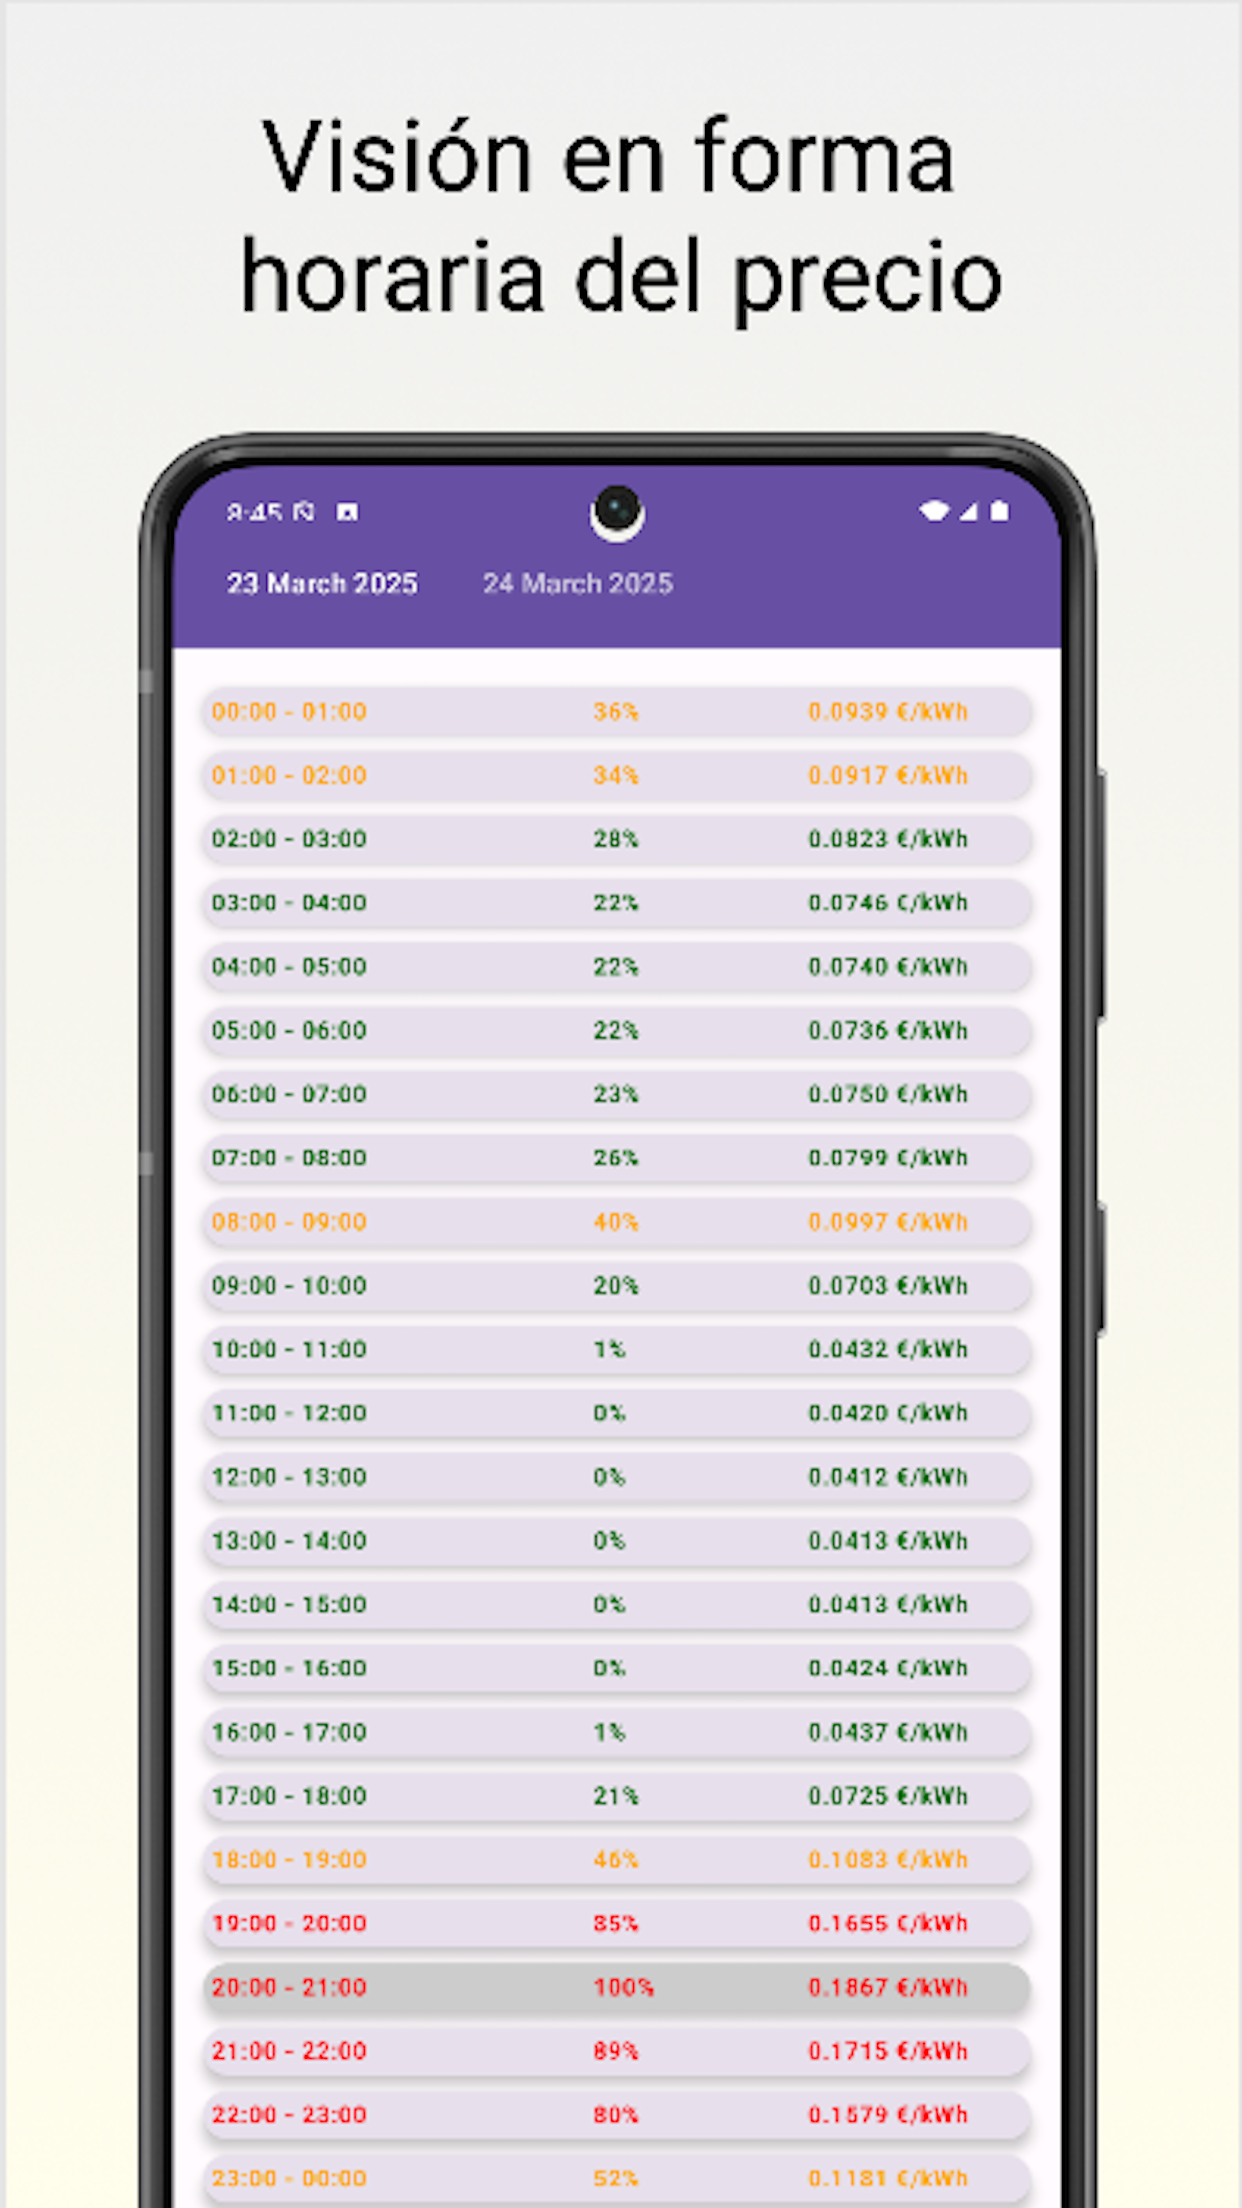 Visión en forma
horaria del precio
8:45
23 March 2025 24 March 2025
00:00 - 01:00 36% 0.0939 €/kWh
01:00 - 02:00 34% 0.0917 €/kWh
02:00 - 03:00 28% 0.0823 €/kWh
03:00 - 04:00 22% 0.0746 €/kWh
04:00 - 05:00 22% 0.0740 €/kWh
05:00 - 06:00 22% 0.0736 €/kWh
06:00 - 07:00 23% 0.0750 €/kWh
07:00 - 08:00 26% 0.0799 €/kWh
08:00 - 09:00 40% 0.0997 €/kWh
09:00 - 10:00 20% 0.0703 €/kWh
10:00 - 11:00 1% 0.0432 €/kWh
11:00 - 12:00 0% 0.0420 €/kWh
12:00 - 13:00 0% 0.0412 €/kWh
13:00 - 14:00 0% 0.0413 €/kWh
14:00 - 15:00 0% 0.0413 €/kWh
15:00 - 16:00 0% 0.0424 €/kWh
16:00 - 17:00 1% 0.0437 €/kWh
17:00 - 18:00 21% 0.0725 €/kWh
18:00 - 19:00 46% 0.1083 €/kWh
19:00 - 20:00 85% 0.1655 €/kWh
20:00 - 21:00 100% 0.1867 €/kWh
21:00 - 22:00 89% 0.1715 €/kWh
22:00 - 23:00 80% 0.1579 €/kWh
23:00 - 00:00 52% 0.1181 €/kWh